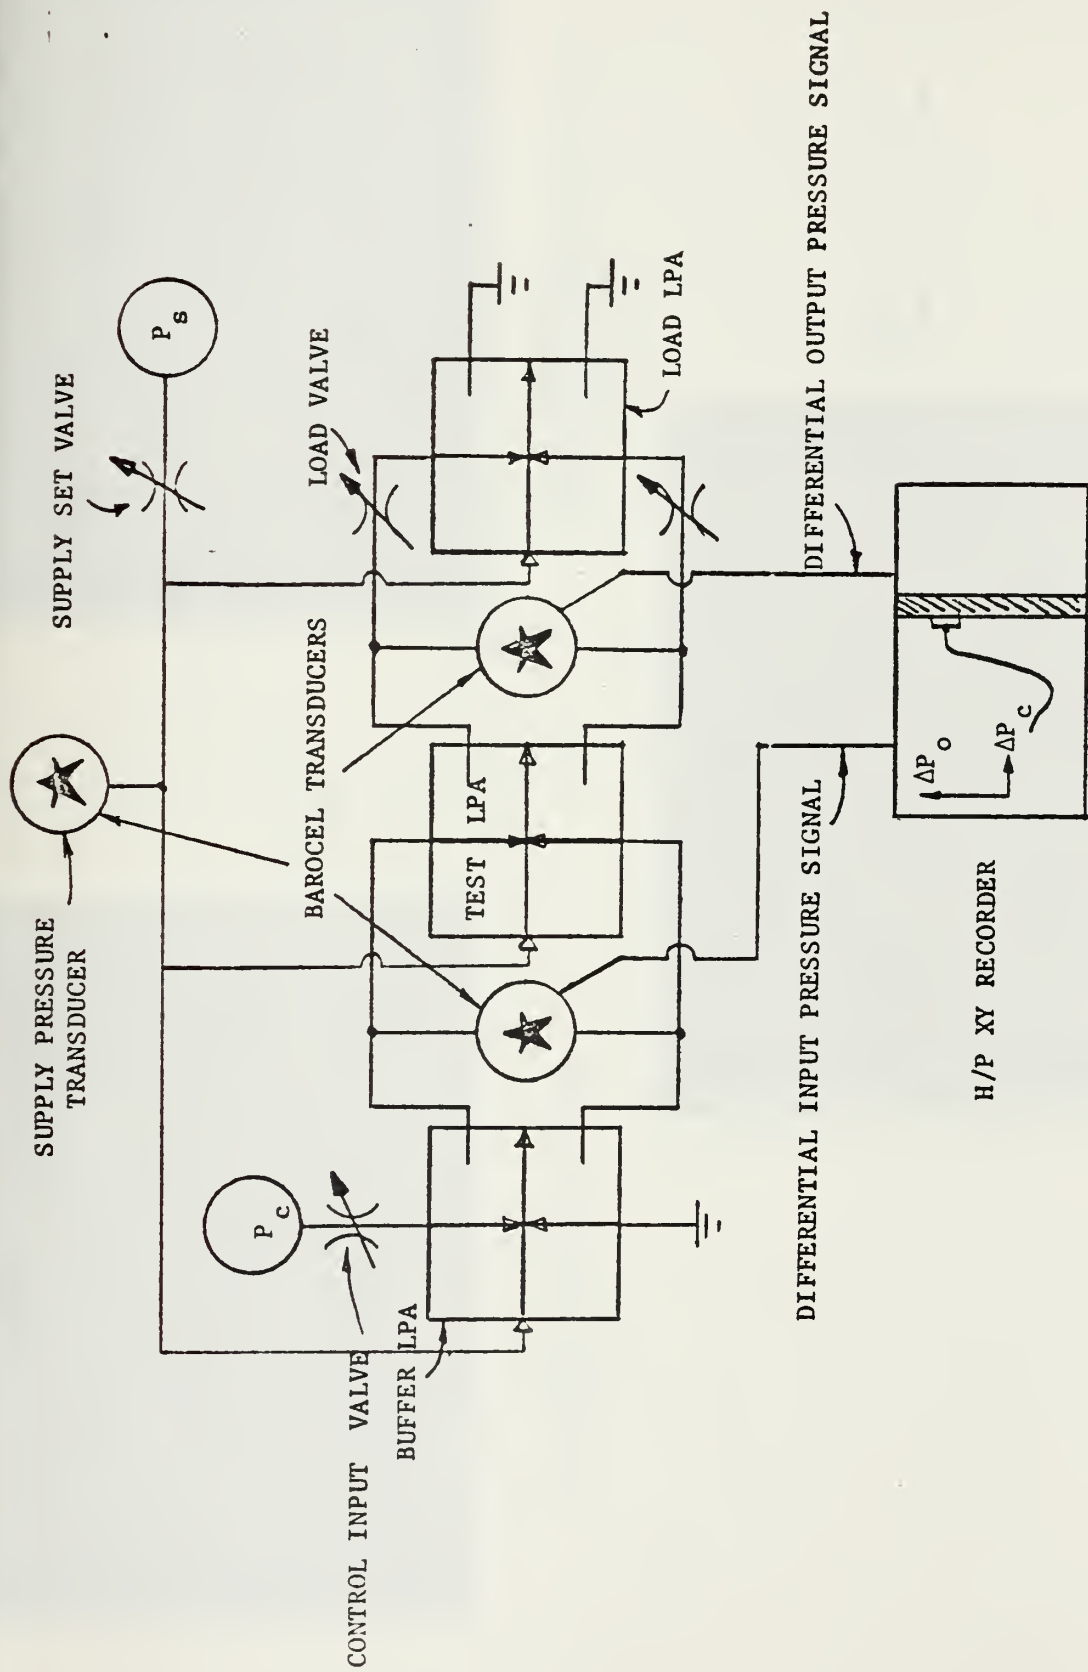 SUPPLY PRESSURE
TRANSDUCER
SUPPLY SET VALVE
P s
CONTROL INPUT VALVE
P c
BAROCEL TRANSDUCERS
LOAD VALVE
BUFFER LPA
TEST LPA
LOAD LPA
DIFFERENTIAL INPUT PRESSURE SIGNAL
DIFFERENTIAL OUTPUT PRESSURE SIGNAL
ΔP o
ΔP c
H/P XY RECORDER